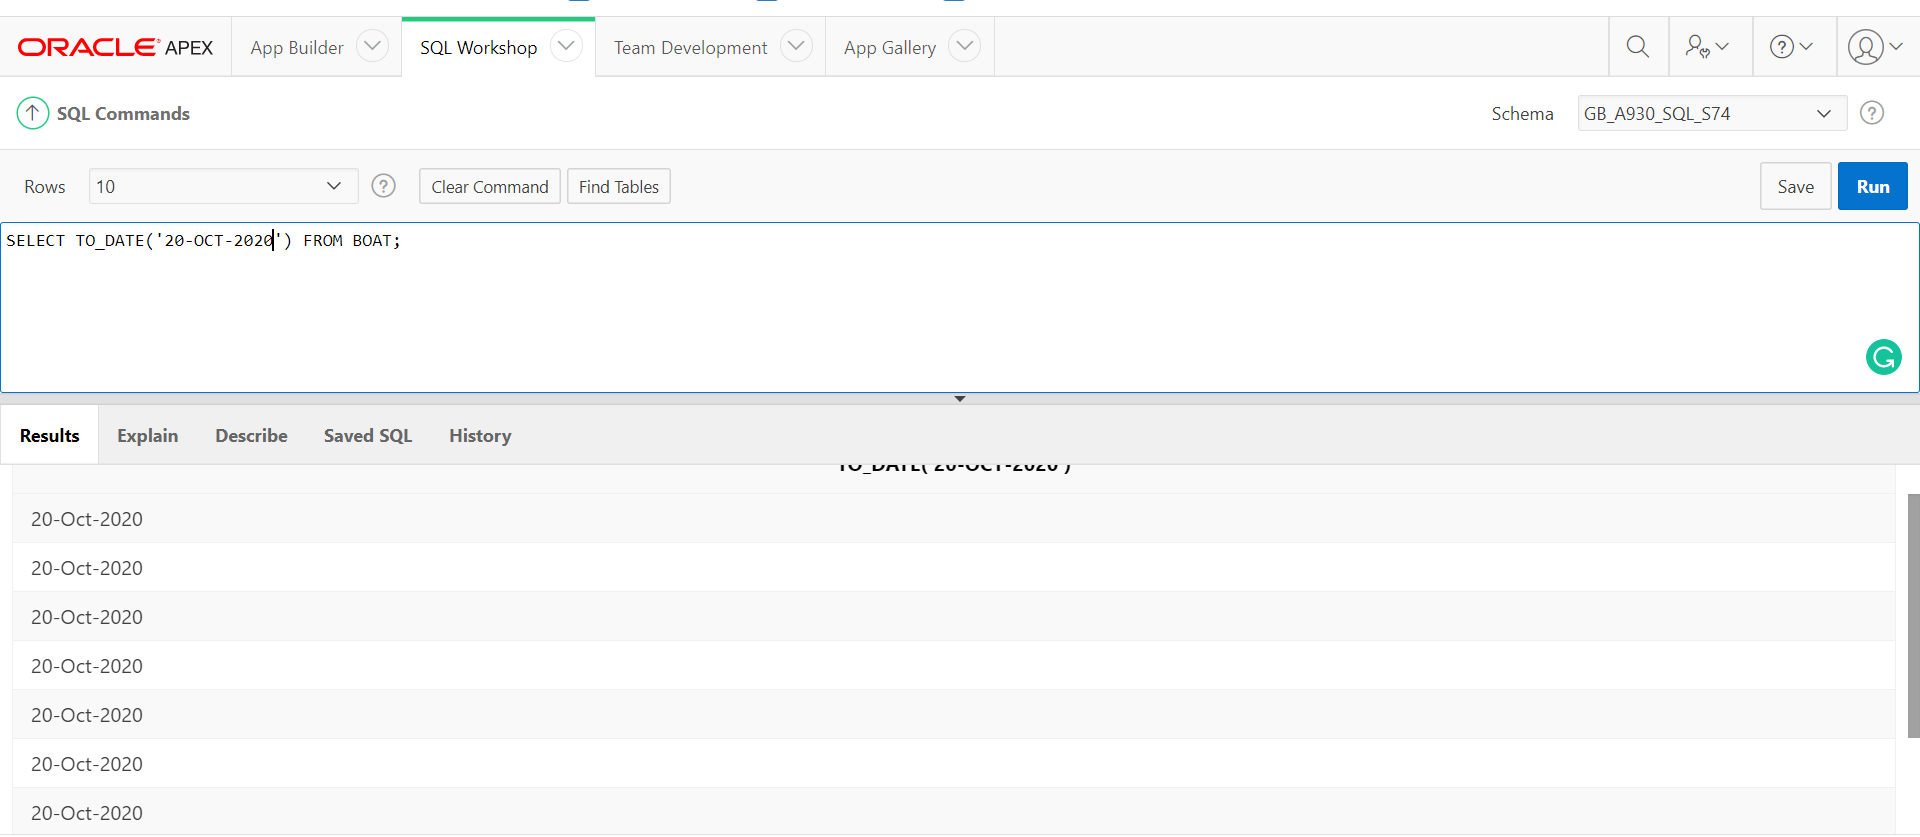 ORACLE APEX App Builder SQL Workshop Team Development App Gallery
SQL Commands Schema GB_A930_SQL_S74
Rows 10 Clear Command Find Tables Save Run
SELECT TO_DATE('20-OCT-2020') FROM BOAT;
Results Explain Describe Saved SQL History
TO_DATE('20-OCT-2020')
20-Oct-2020
20-Oct-2020
20-Oct-2020
20-Oct-2020
20-Oct-2020
20-Oct-2020
20-Oct-2020